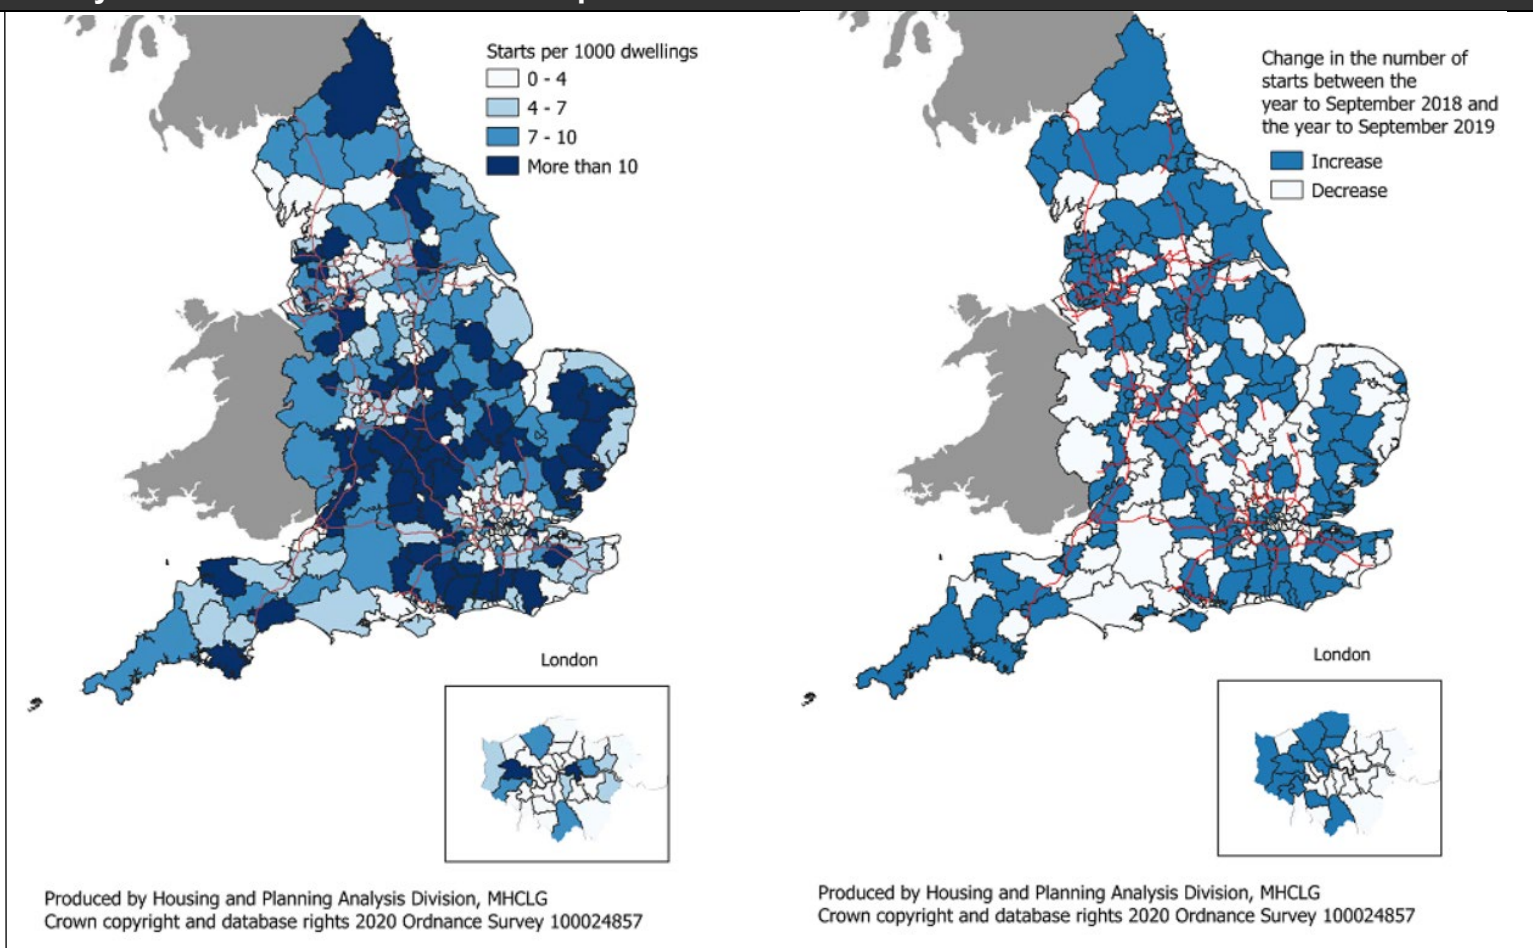 Starts per 1000 dwellings
0 - 4
4 - 7
7 - 10
More than 10
London
Produced by Housing and Planning Analysis Division, MHCLG
Crown copyright and database rights 2020 Ordnance Survey 100024857
Change in the number of
starts between the
year to September 2018 and
the year to September 2019
Increase
Decrease
London
Produced by Housing and Planning Analysis Division, MHCLG
Crown copyright and database rights 2020 Ordnance Survey 100024857